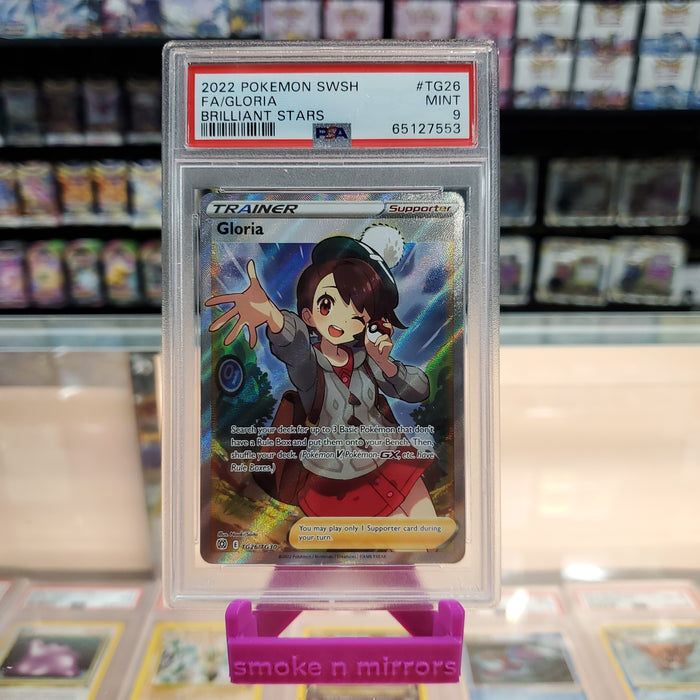 2022 POKEMON SWSH #TG26
FA/GLORIA MINT
BRILLIANT STARS 9
PSA 65127553
TRAINER Supporter
Gloria
Search your deck for up to 3 Basic Pokémon that don't
have a Rule Box and put them onto your Bench. Then,
shuffle your deck. (Pokémon V, Pokémon-GX, etc. have
Rule Boxes.)
You may play only 1 Supporter card during
your turn.
TG26/TG30
smoke n mirrors